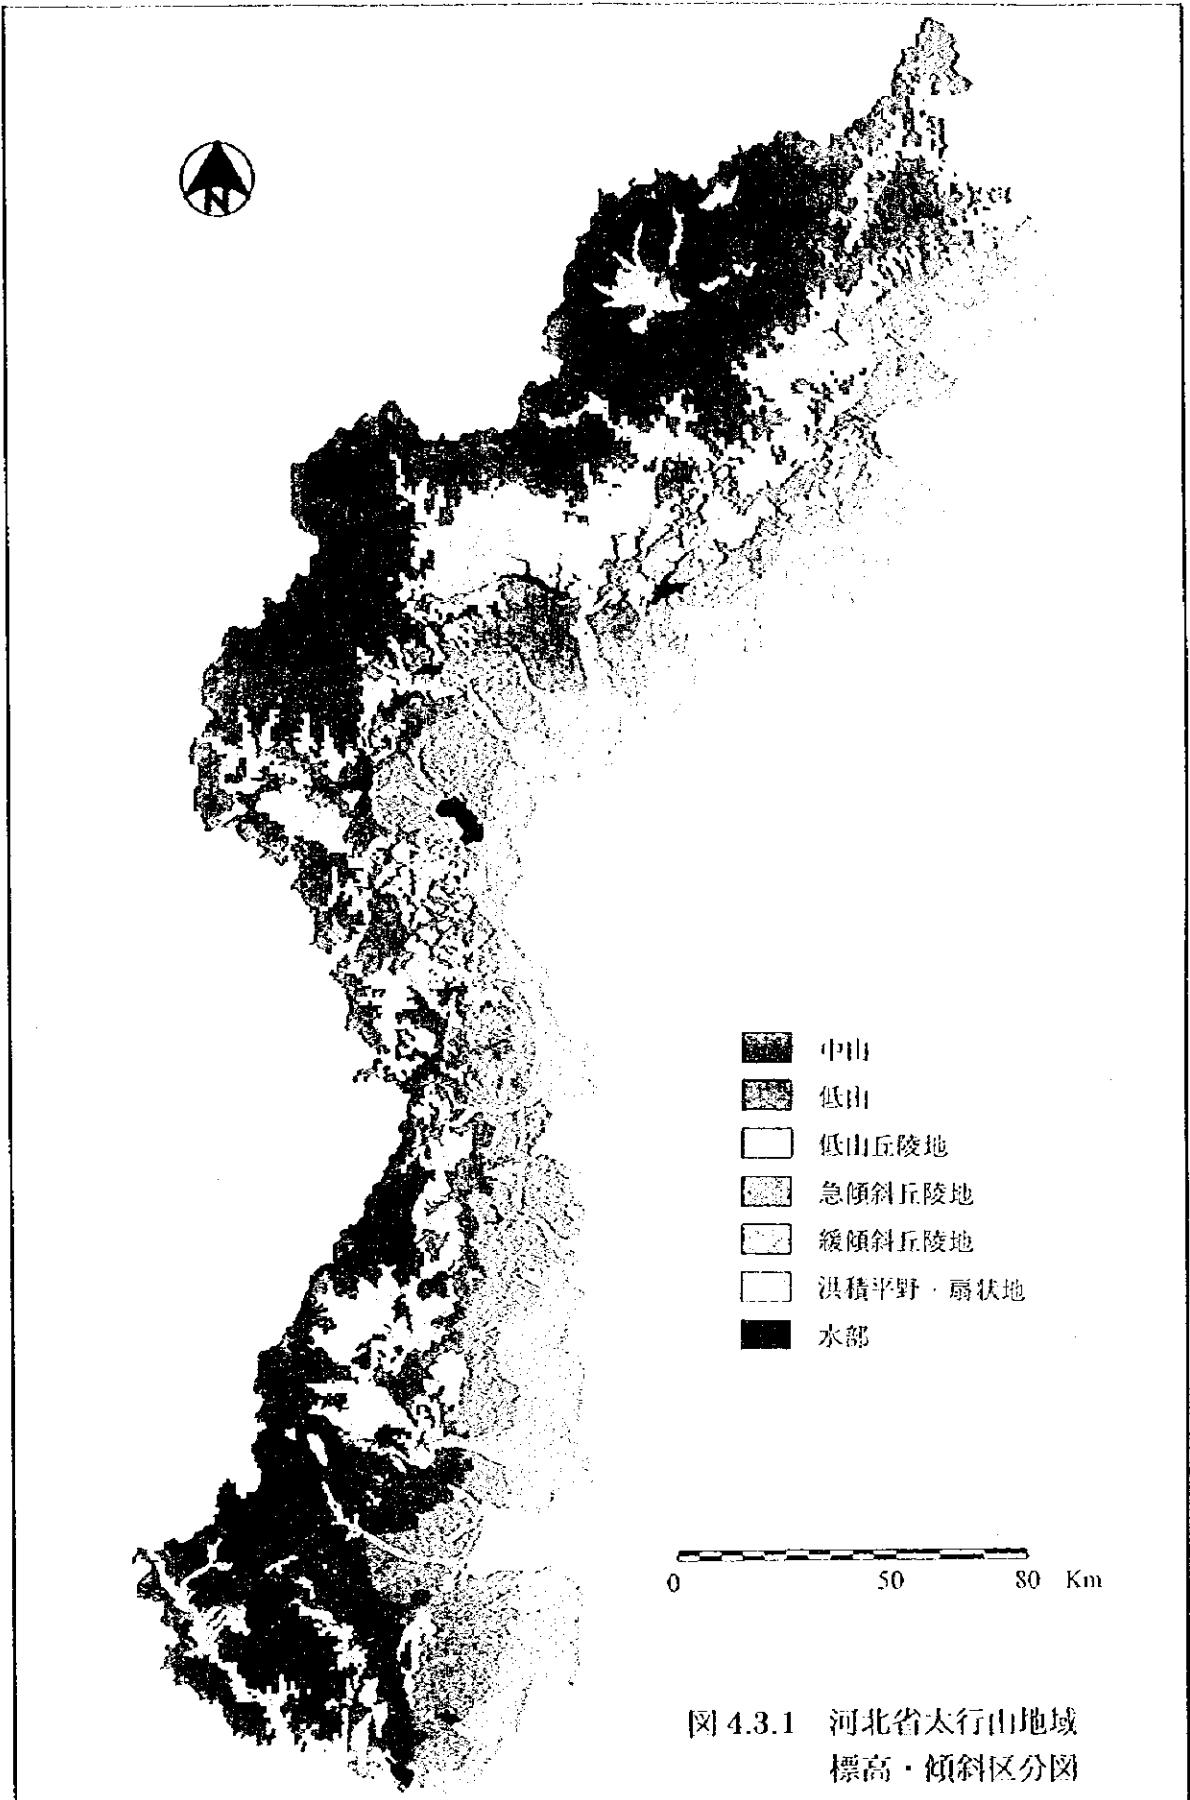 N
中山
低山
低山丘陵地
急傾斜丘陵地
緩傾斜丘陵地
洪積平野・扇状地
水部
0 50 80 Km
図 4.3.1 河北省太行山地域
標高・傾斜区分図